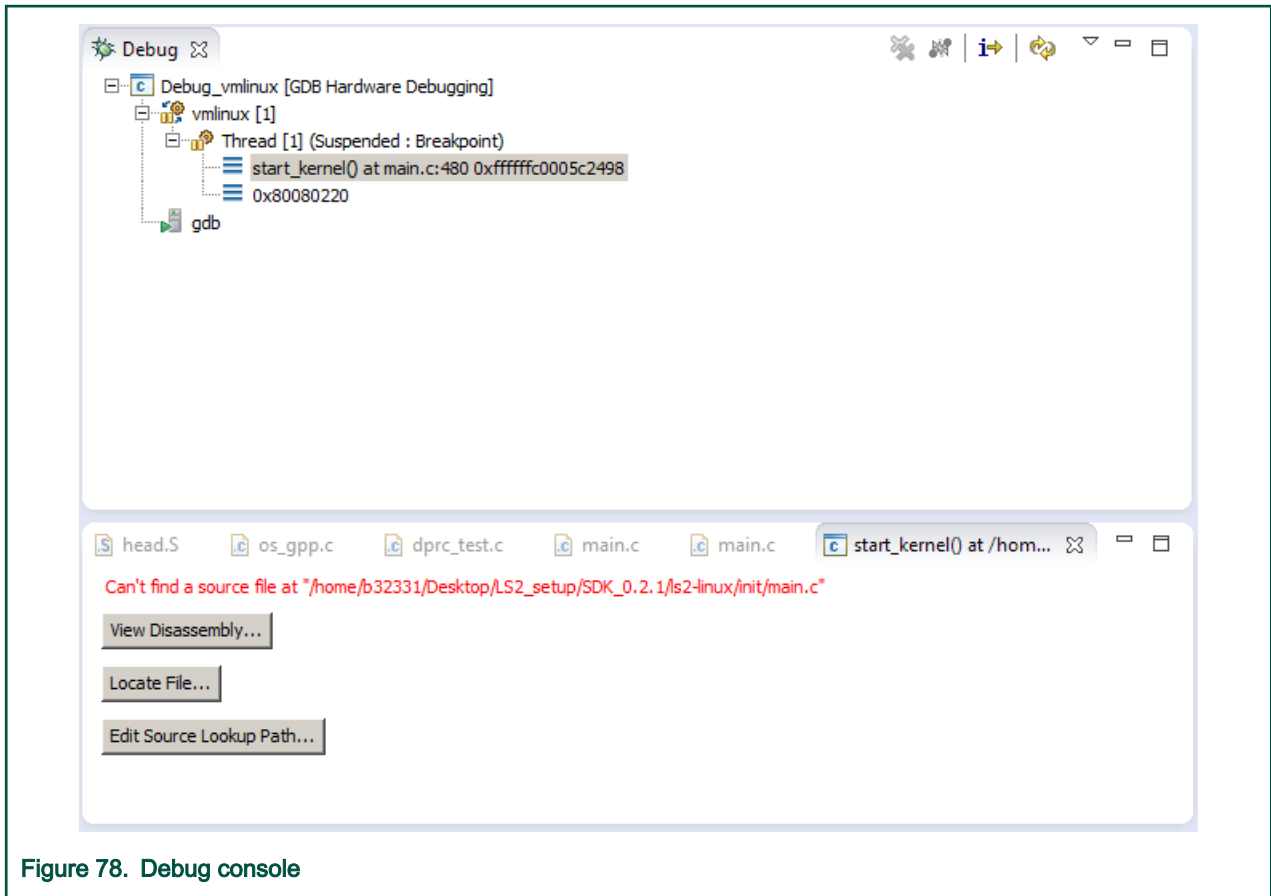 Debug
Debug_vmlinux [GDB Hardware Debugging]
vmlinux [1]
Thread [1] (Suspended : Breakpoint)
start_kernel() at main.c:480 0xffffffc0005c2498
0x80080220
gdb
head.S os_gpp.c dprc_test.c main.c main.c start_kernel() at /hom...
Can't find a source file at "/home/b32331/Desktop/LS2_setup/SDK_0.2.1/ls2-linux/init/main.c"
View Disassembly...
Locate File...
Edit Source Lookup Path...
Figure 78. Debug console